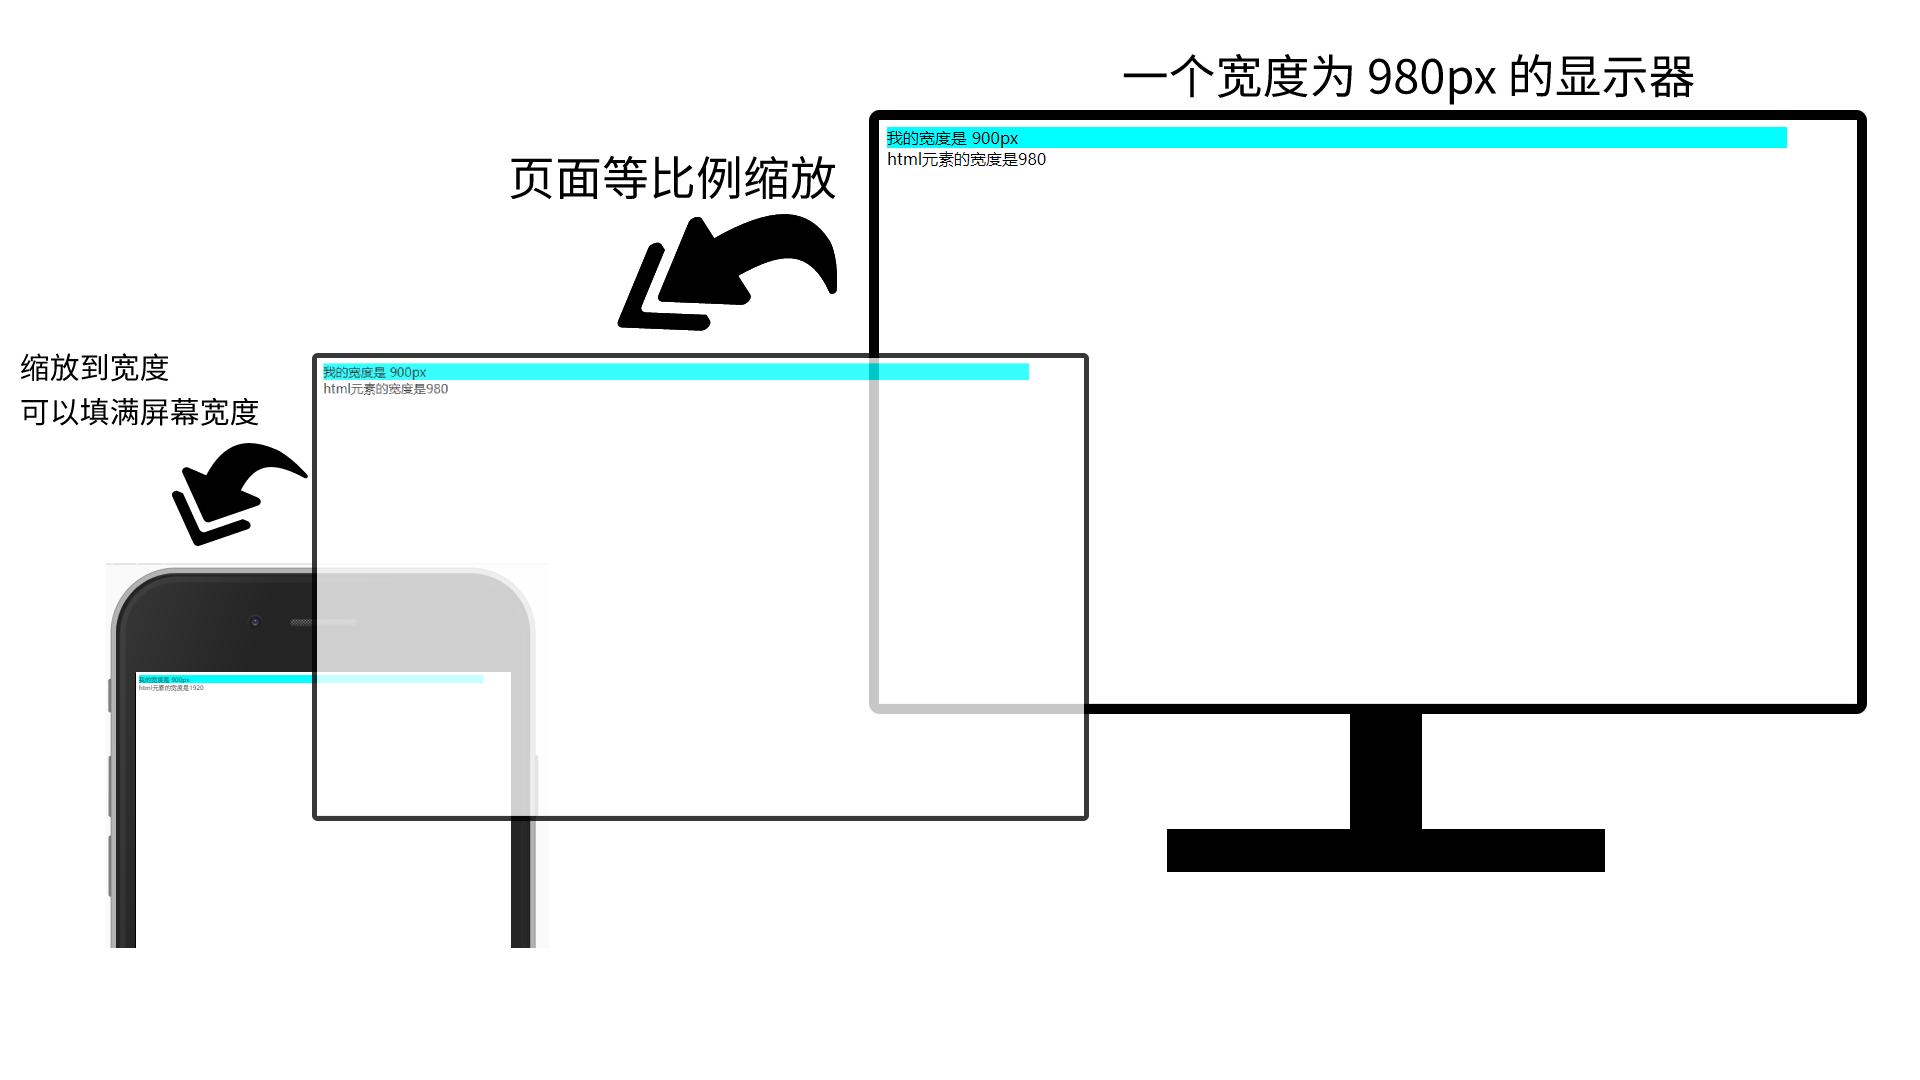 一个宽度为 980px 的显示器
我的宽度是 900px
html元素的宽度是980
页面等比例缩放
缩放到宽度
可以填满屏幕宽度
我的宽度是 900px
html元素的宽度是980
我的宽度是 900px
html元素的宽度是1920